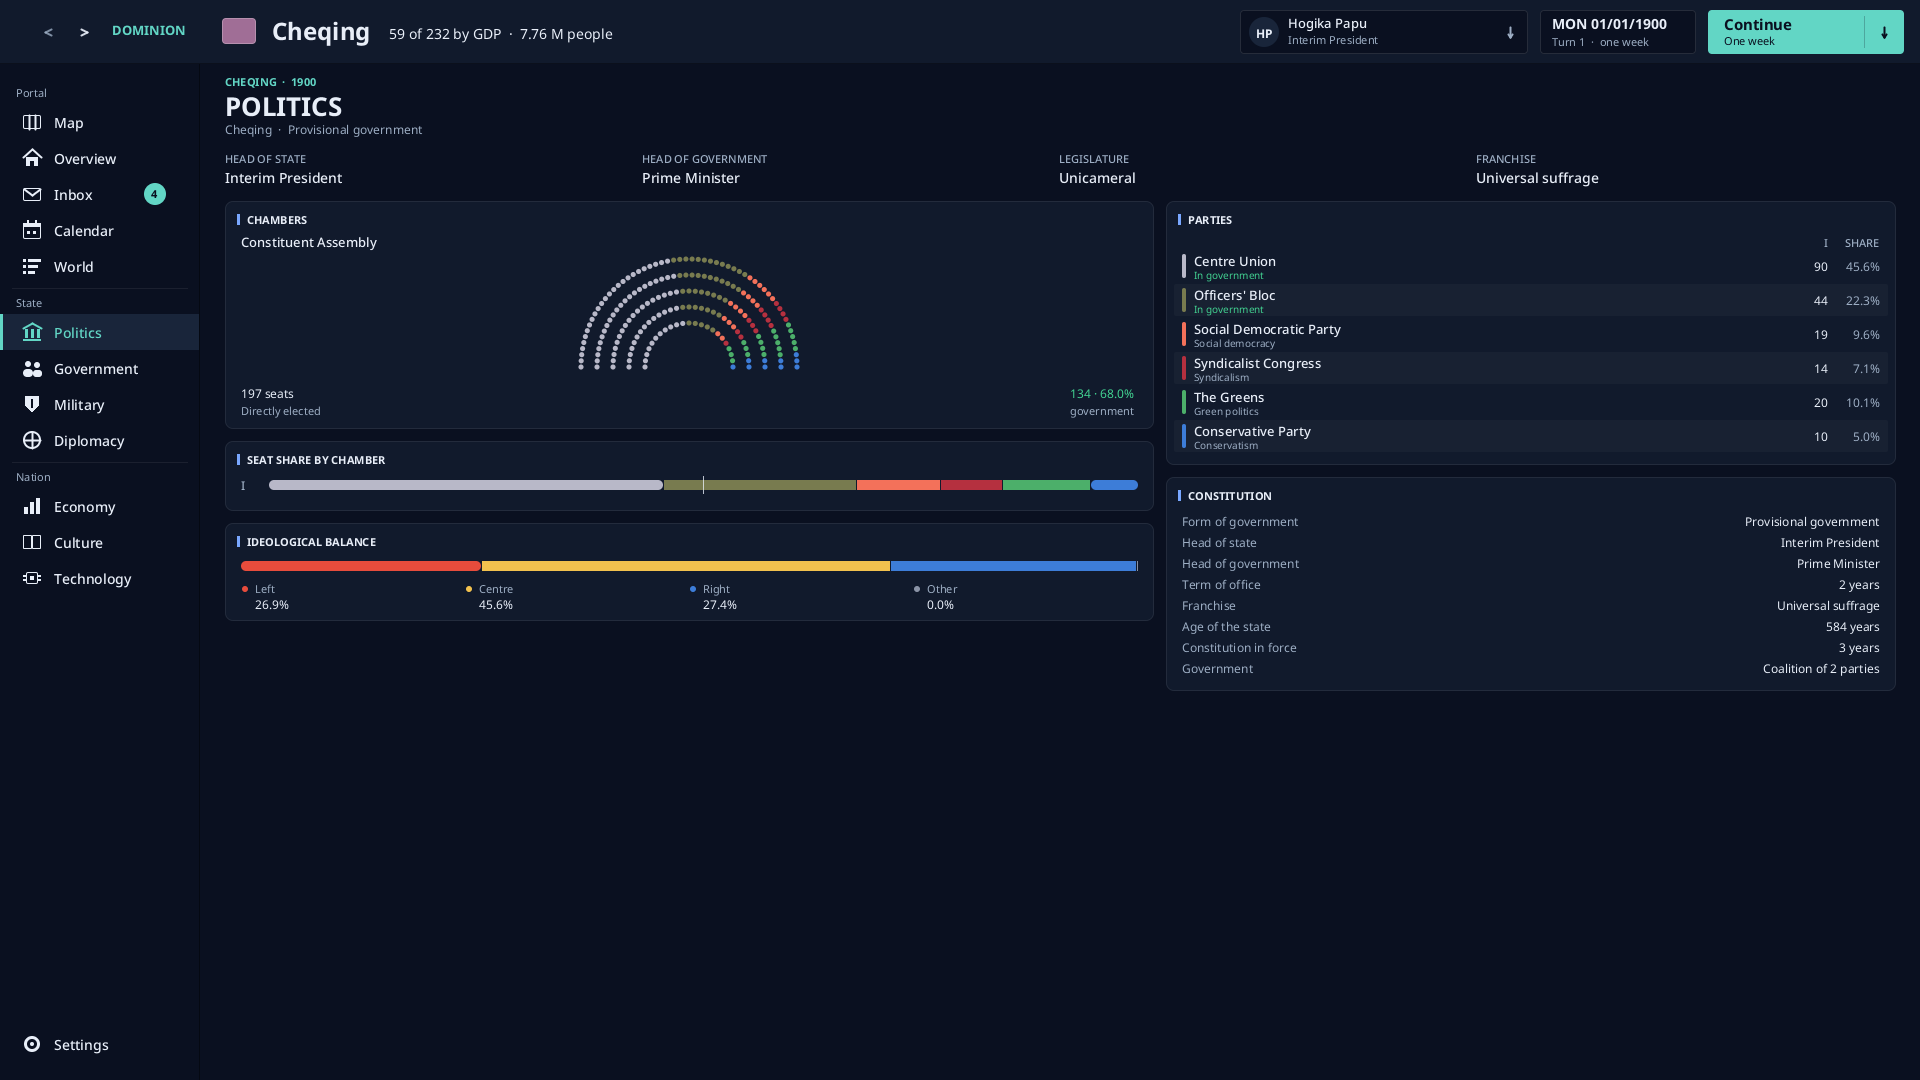 < > DOMINION
Cheqing 59 of 232 by GDP · 7.76 M people
HP Hogika Papu
Interim President
MON 01/01/1900
Turn 1 · one week
Continue
One week
Portal
Map
Overview
Inbox 4
Calendar
World
State
Politics
Government
Military
Diplomacy
Nation
Economy
Culture
Technology
Settings
CHEQING · 1900
POLITICS
Cheqing · Provisional government
HEAD OF STATE
Interim President
HEAD OF GOVERNMENT
Prime Minister
LEGISLATURE
Unicameral
FRANCHISE
Universal suffrage
CHAMBERS
Constituent Assembly
197 seats
Directly elected
134 · 68.0%
government
SEAT SHARE BY CHAMBER
I
IDEOLOGICAL BALANCE
Left
26.9%
Centre
45.6%
Right
27.4%
Other
0.0%
PARTIES
I SHARE
Centre Union 90 45.6%
In government
Officers' Bloc 44 22.3%
In government
Social Democratic Party 19 9.6%
Social democracy
Syndicalist Congress 14 7.1%
Syndicalism
The Greens 20 10.1%
Green politics
Conservative Party 10 5.0%
Conservatism
CONSTITUTION
Form of government Provisional government
Head of state Interim President
Head of government Prime Minister
Term of office 2 years
Franchise Universal suffrage
Age of the state 584 years
Constitution in force 3 years
Government Coalition of 2 parties